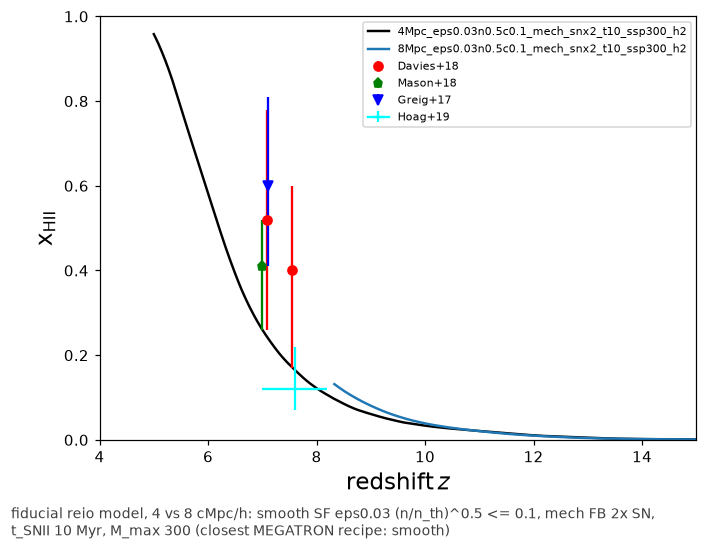 1.0
0.8
0.6
0.4
0.2
0.0
x_HII
4Mpc_eps0.03n0.5c0.1_mech_snx2_t10_ssp300_h2
8Mpc_eps0.03n0.5c0.1_mech_snx2_t10_ssp300_h2
Davies+18
Mason+18
Greig+17
Hoag+19
4 6 8 10 12 14
redshift z
fiducial reio model, 4 vs 8 cMpc/h: smooth SF eps0.03 (n/n_th)^0.5 <= 0.1, mech FB 2x SN,
t_SNII 10 Myr, M_max 300 (closest MEGATRON recipe: smooth)